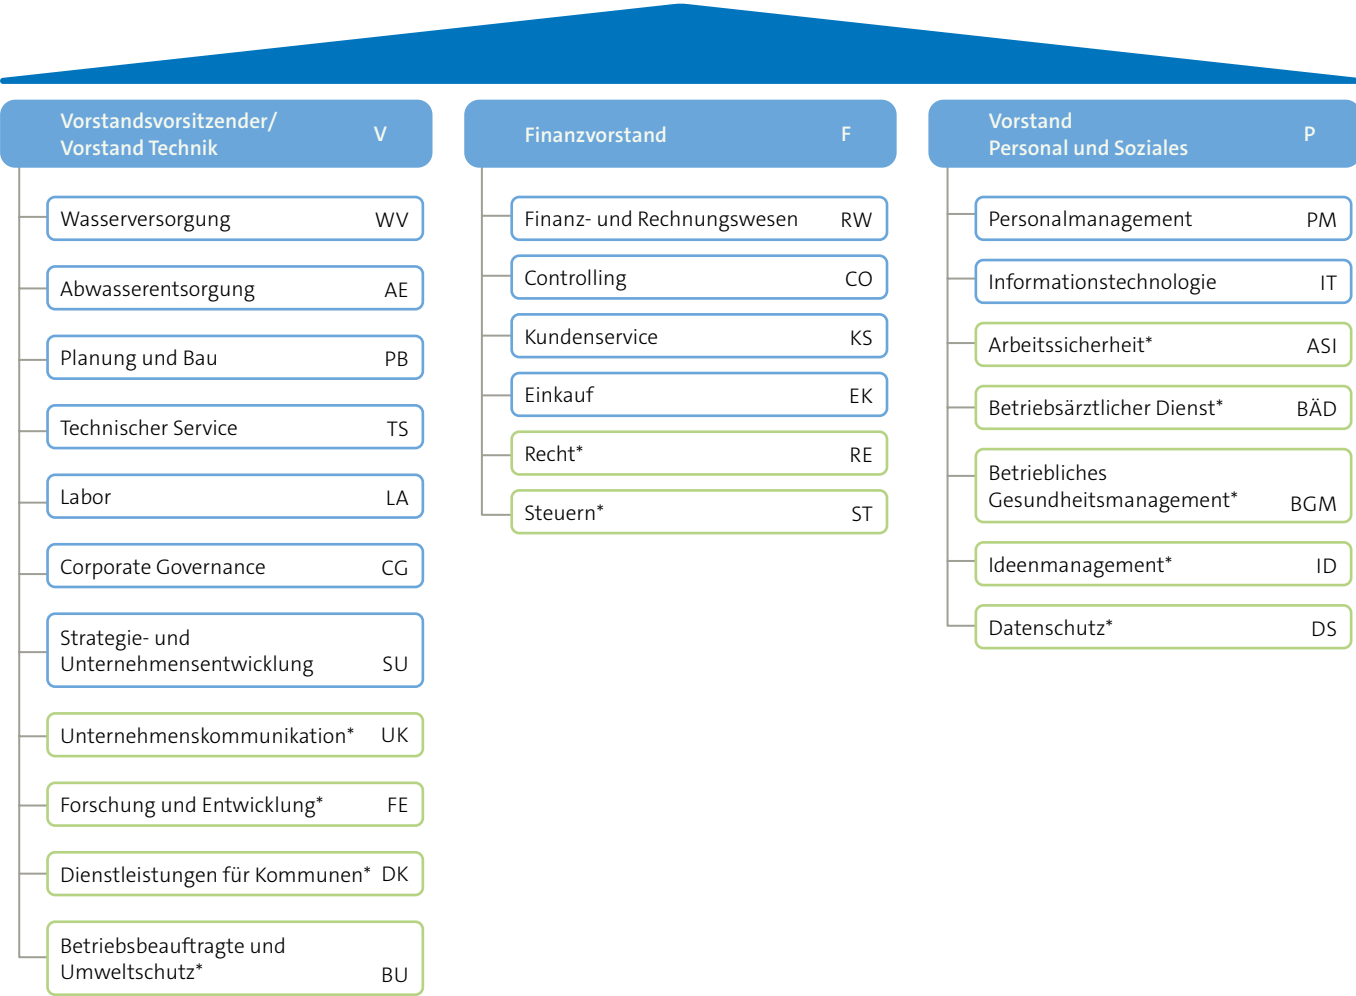 Vorstandsvorsitzender/
Vorstand Technik V
Wasserversorgung WV
Abwasserentsorgung AE
Planung und Bau PB
Technischer Service TS
Labor LA
Corporate Governance CG
Strategie- und
Unternehmensentwicklung SU
Unternehmenskommunikation* UK
Forschung und Entwicklung* FE
Dienstleistungen für Kommunen* DK
Betriebsbeauftragte und
Umweltschutz* BU
Finanzvorstand F
Finanz- und Rechnungswesen RW
Controlling CO
Kundenservice KS
Einkauf EK
Recht* RE
Steuern* ST
Vorstand
Personal und Soziales P
Personalmanagement PM
Informationstechnologie IT
Arbeitssicherheit* ASI
Betriebsärztlicher Dienst* BÄD
Betriebliches
Gesundheitsmanagement* BGM
Ideenmanagement* ID
Datenschutz* DS